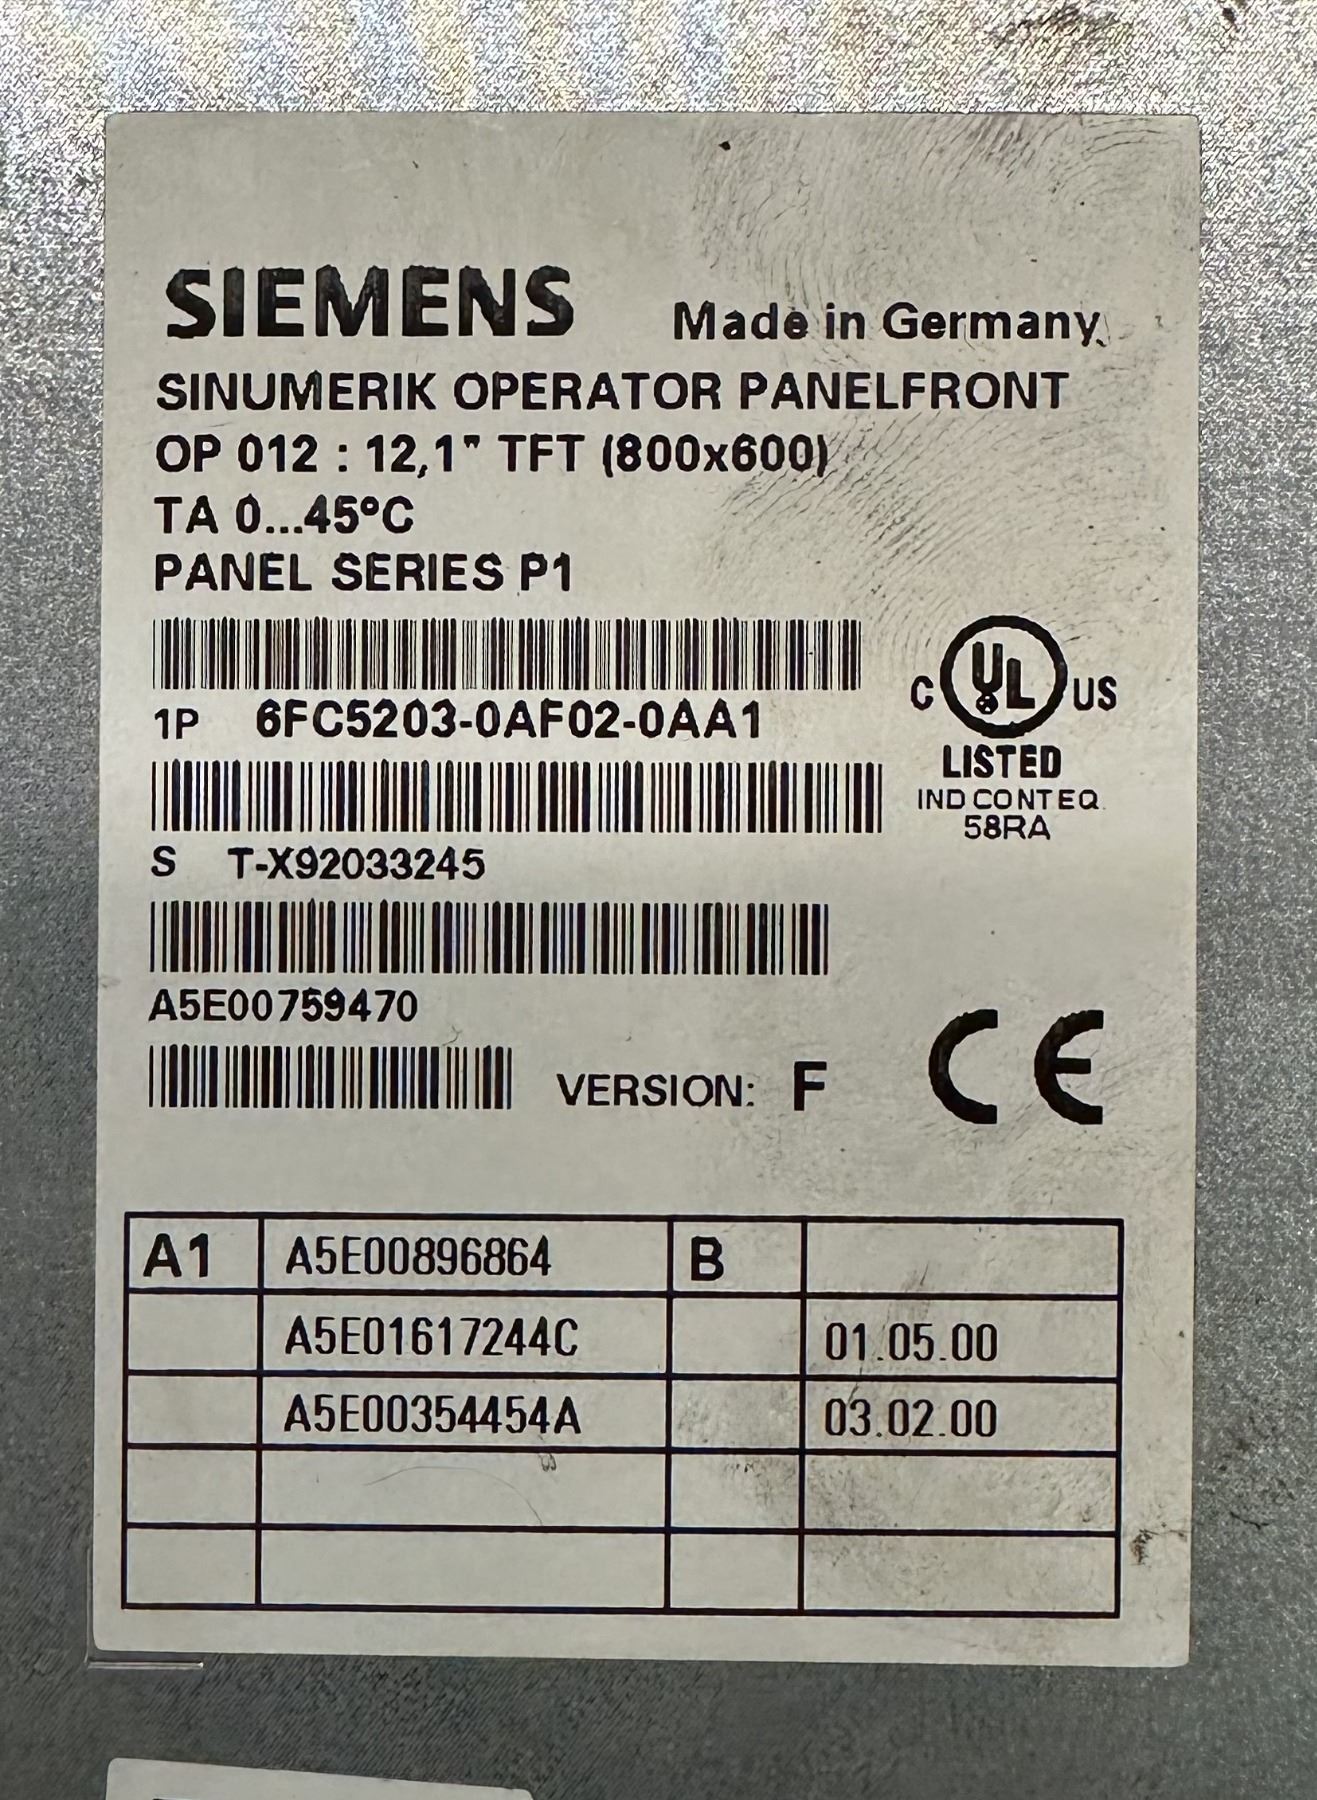 SIEMENS Made in Germany
SINUMERIK OPERATOR PANELFRONT
OP 012 : 12,1" TFT (800x600)
TA 0...45°C
PANEL SERIES P1
1P 6FC5203-0AF02-0AA1
C UL US
LISTED
IND CONT EQ.
58RA
S T-X92033245
A5E00759470
VERSION: F CE
A1 A5E00896864 B
A5E01617244C 01.05.00
A5E00354454A 03.02.00